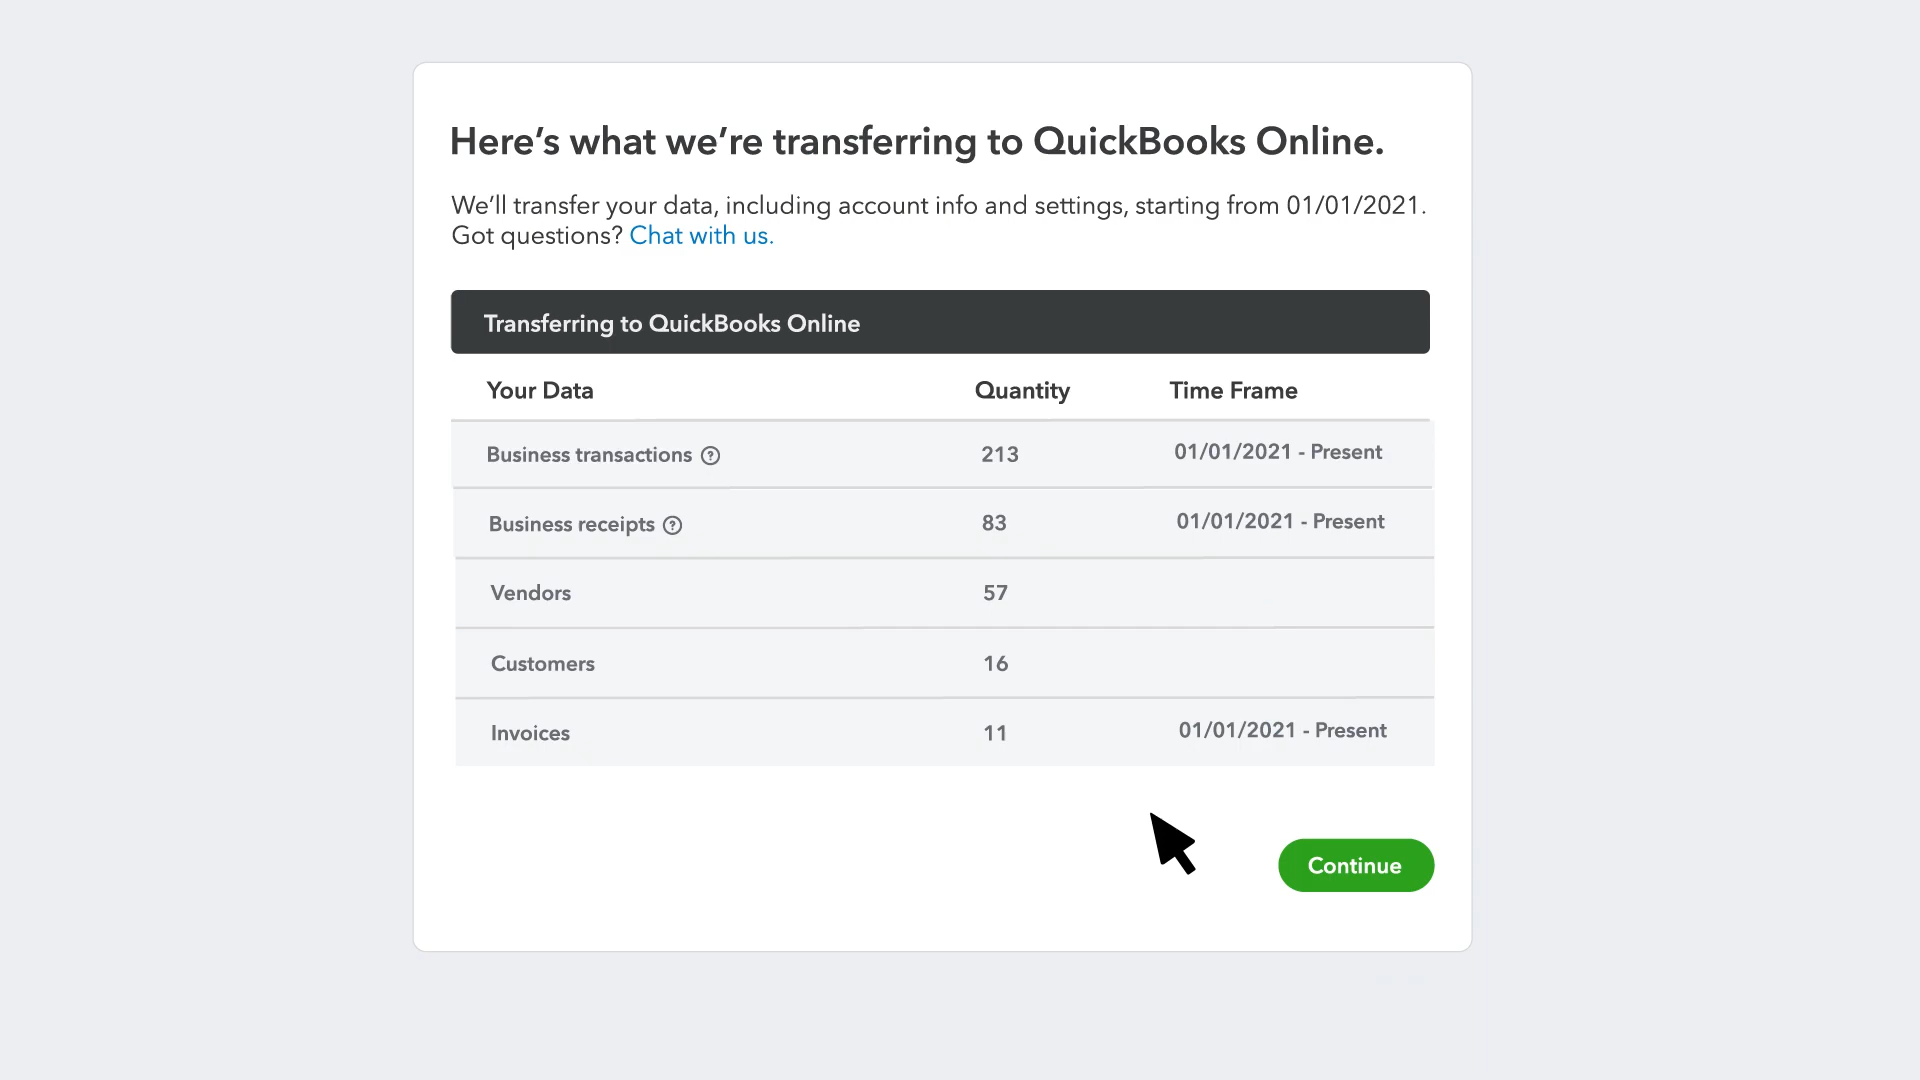 Here’s what we’re transferring to QuickBooks Online.
We’ll transfer your data, including account info and settings, starting from 01/01/2021.
Got questions? Chat with us.
Transferring to QuickBooks Online
Your Data Quantity Time Frame
Business transactions ? 213 01/01/2021 - Present
Business receipts ? 83 01/01/2021 - Present
Vendors 57
Customers 16
Invoices 11 01/01/2021 - Present
Continue